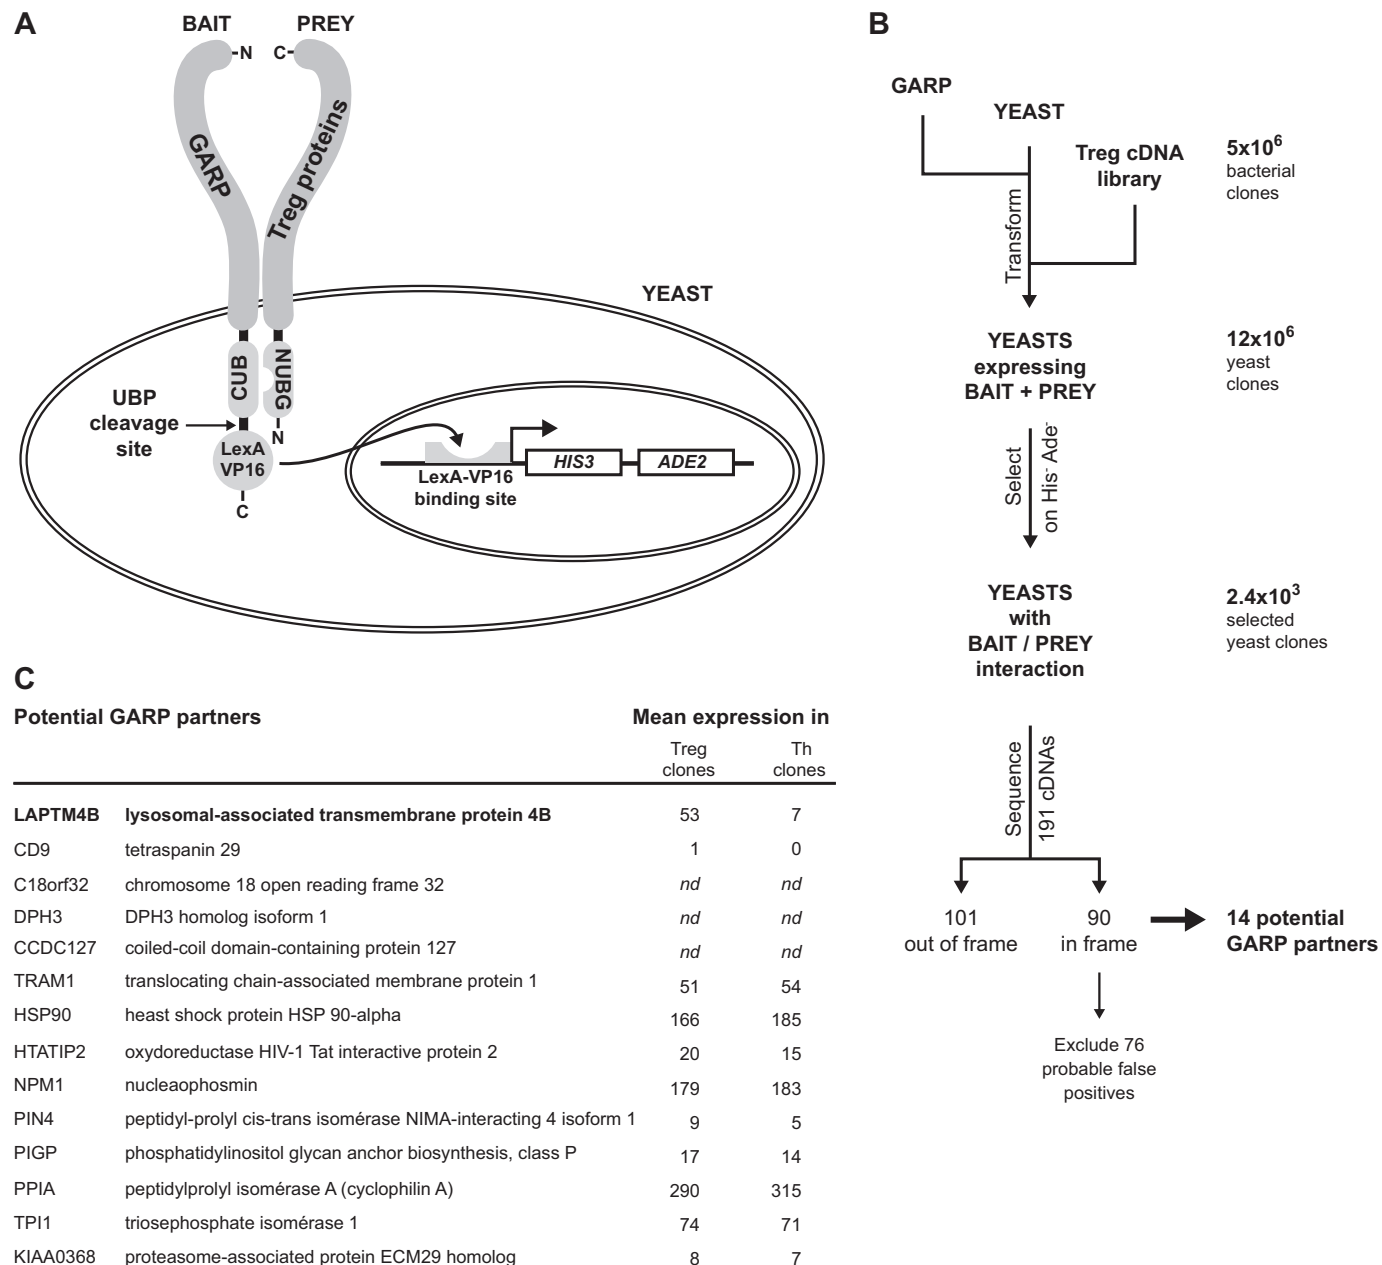 A
BAIT
PREY
N
C
GARP
Treg proteins
YEAST
CUB
NUBG
UBP
cleavage
site
N
LexA
VP16
C
LexA-VP16
binding site
HIS3
ADE2
B
GARP
YEAST
Treg cDNA
library
5x10⁶
bacterial
clones
Transform
YEASTS
expressing
BAIT + PREY
12x10⁶
yeast
clones
Select
on His⁻ Ade⁻
YEASTS
with
BAIT / PREY
interaction
2.4x10³
selected
yeast clones
Sequence
191 cDNAs
101
out of frame
90
in frame
14 potential
GARP partners
Exclude 76
probable false
positives
C
Potential GARP partners Mean expression in
Treg clones Th clones
LAPTM4B lysosomal-associated transmembrane protein 4B 53 7
CD9 tetraspanin 29 1 0
C18orf32 chromosome 18 open reading frame 32 nd nd
DPH3 DPH3 homolog isoform 1 nd nd
CCDC127 coiled-coil domain-containing protein 127 nd nd
TRAM1 translocating chain-associated membrane protein 1 51 54
HSP90 heast shock protein HSP 90-alpha 166 185
HTATIP2 oxydoreductase HIV-1 Tat interactive protein 2 20 15
NPM1 nucleaophosmin 179 183
PIN4 peptidyl-prolyl cis-trans isomérase NIMA-interacting 4 isoform 1 9 5
PIGP phosphatidylinositol glycan anchor biosynthesis, class P 17 14
PPIA peptidylprolyl isomérase A (cyclophilin A) 290 315
TPI1 triosephosphate isomérase 1 74 71
KIAA0368 proteasome-associated protein ECM29 homolog 8 7